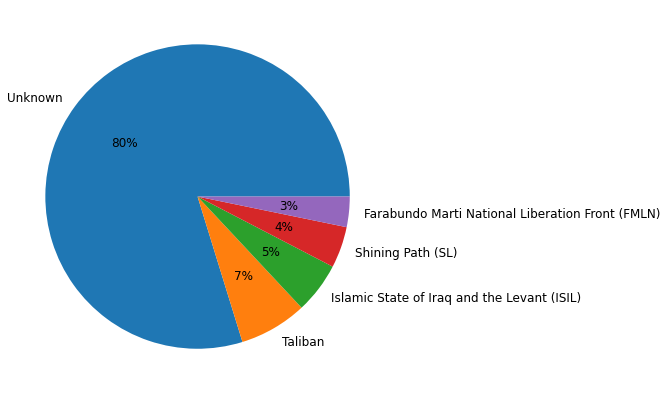 Unknown
80%
3%
Farabundo Marti National Liberation Front (FMLN)
4%
Shining Path (SL)
5%
Islamic State of Iraq and the Levant (ISIL)
7%
Taliban